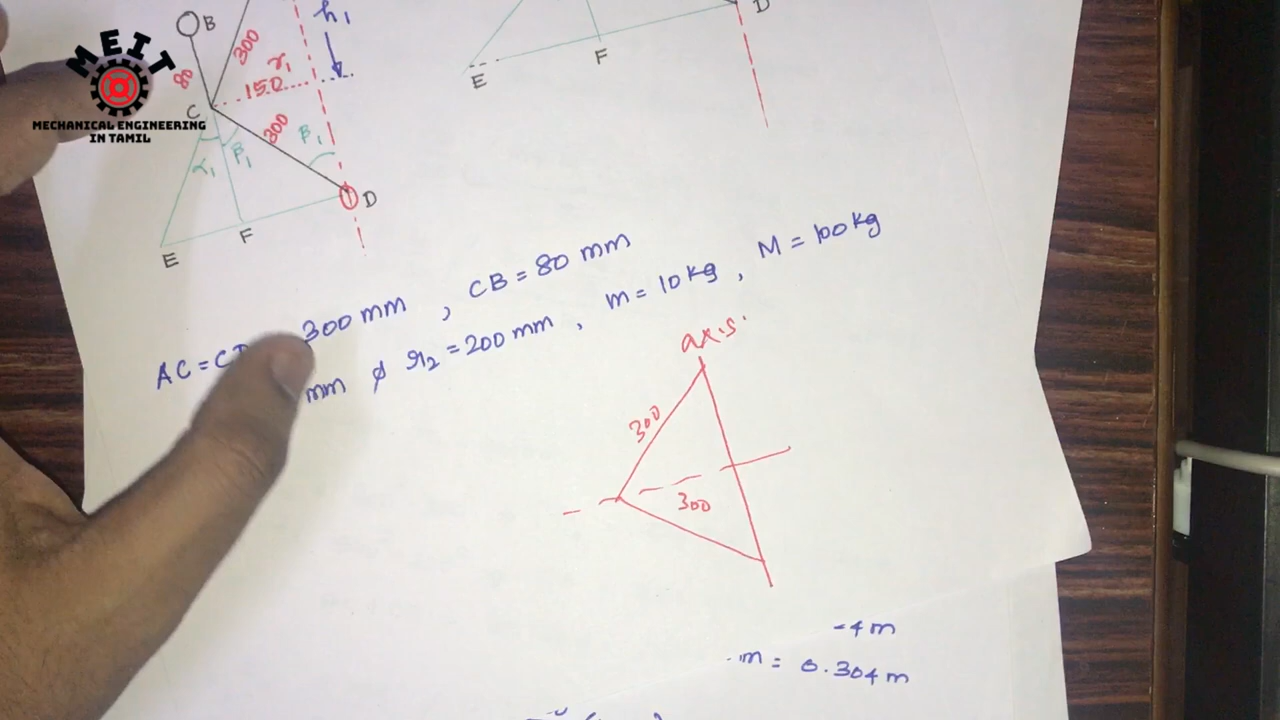 B
h₁
80
300
r₁
150
C
300
β₁
α₁
β₁
D
F
E
D
F
E
MEIT
MECHANICAL ENGINEERING
IN TAMIL
AC = CD 300 mm , CB = 80 mm
mm & r₂ = 200 mm , m = 10 kg , M = 100 kg
axis.
300
300
-4 m
m = 0.304 m